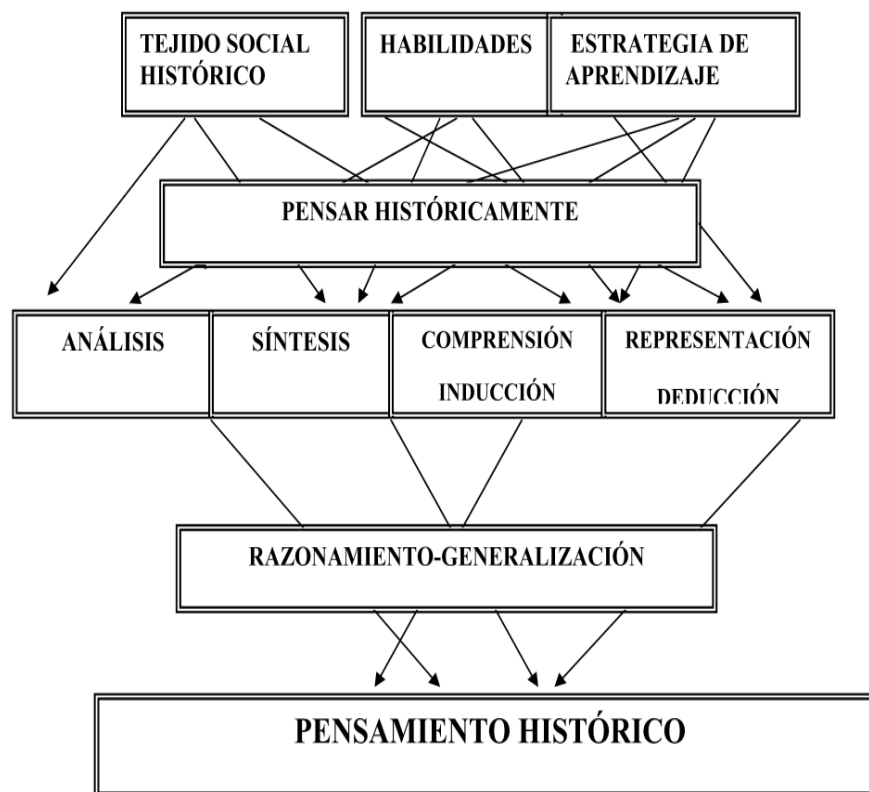 TEJIDO SOCIAL
HISTÓRICO
HABILIDADES
ESTRATEGIA DE
APRENDIZAJE
PENSAR HISTÓRICAMENTE
ANÁLISIS
SÍNTESIS
COMPRENSIÓN
INDUCCIÓN
REPRESENTACIÓN
DEDUCCIÓN
RAZONAMIENTO-GENERALIZACIÓN
PENSAMIENTO HISTÓRICO